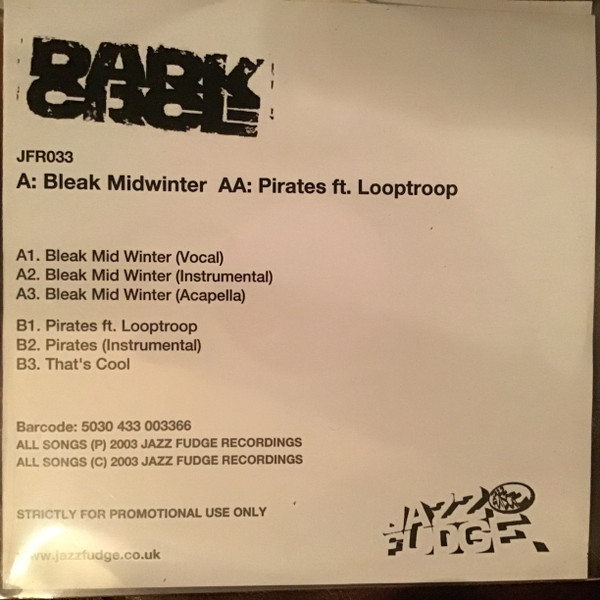 DARK
CIRCLE
JFR033
A: Bleak Midwinter AA: Pirates ft. Looptroop
A1. Bleak Mid Winter (Vocal)
A2. Bleak Mid Winter (Instrumental)
A3. Bleak Mid Winter (Acapella)
B1. Pirates ft. Looptroop
B2. Pirates (Instrumental)
B3. That's Cool
Barcode: 5030 433 003366
ALL SONGS (P) 2003 JAZZ FUDGE RECORDINGS
ALL SONGS (C) 2003 JAZZ FUDGE RECORDINGS
STRICTLY FOR PROMOTIONAL USE ONLY
www.jazzfudge.co.uk
JAZZ
FUDGE